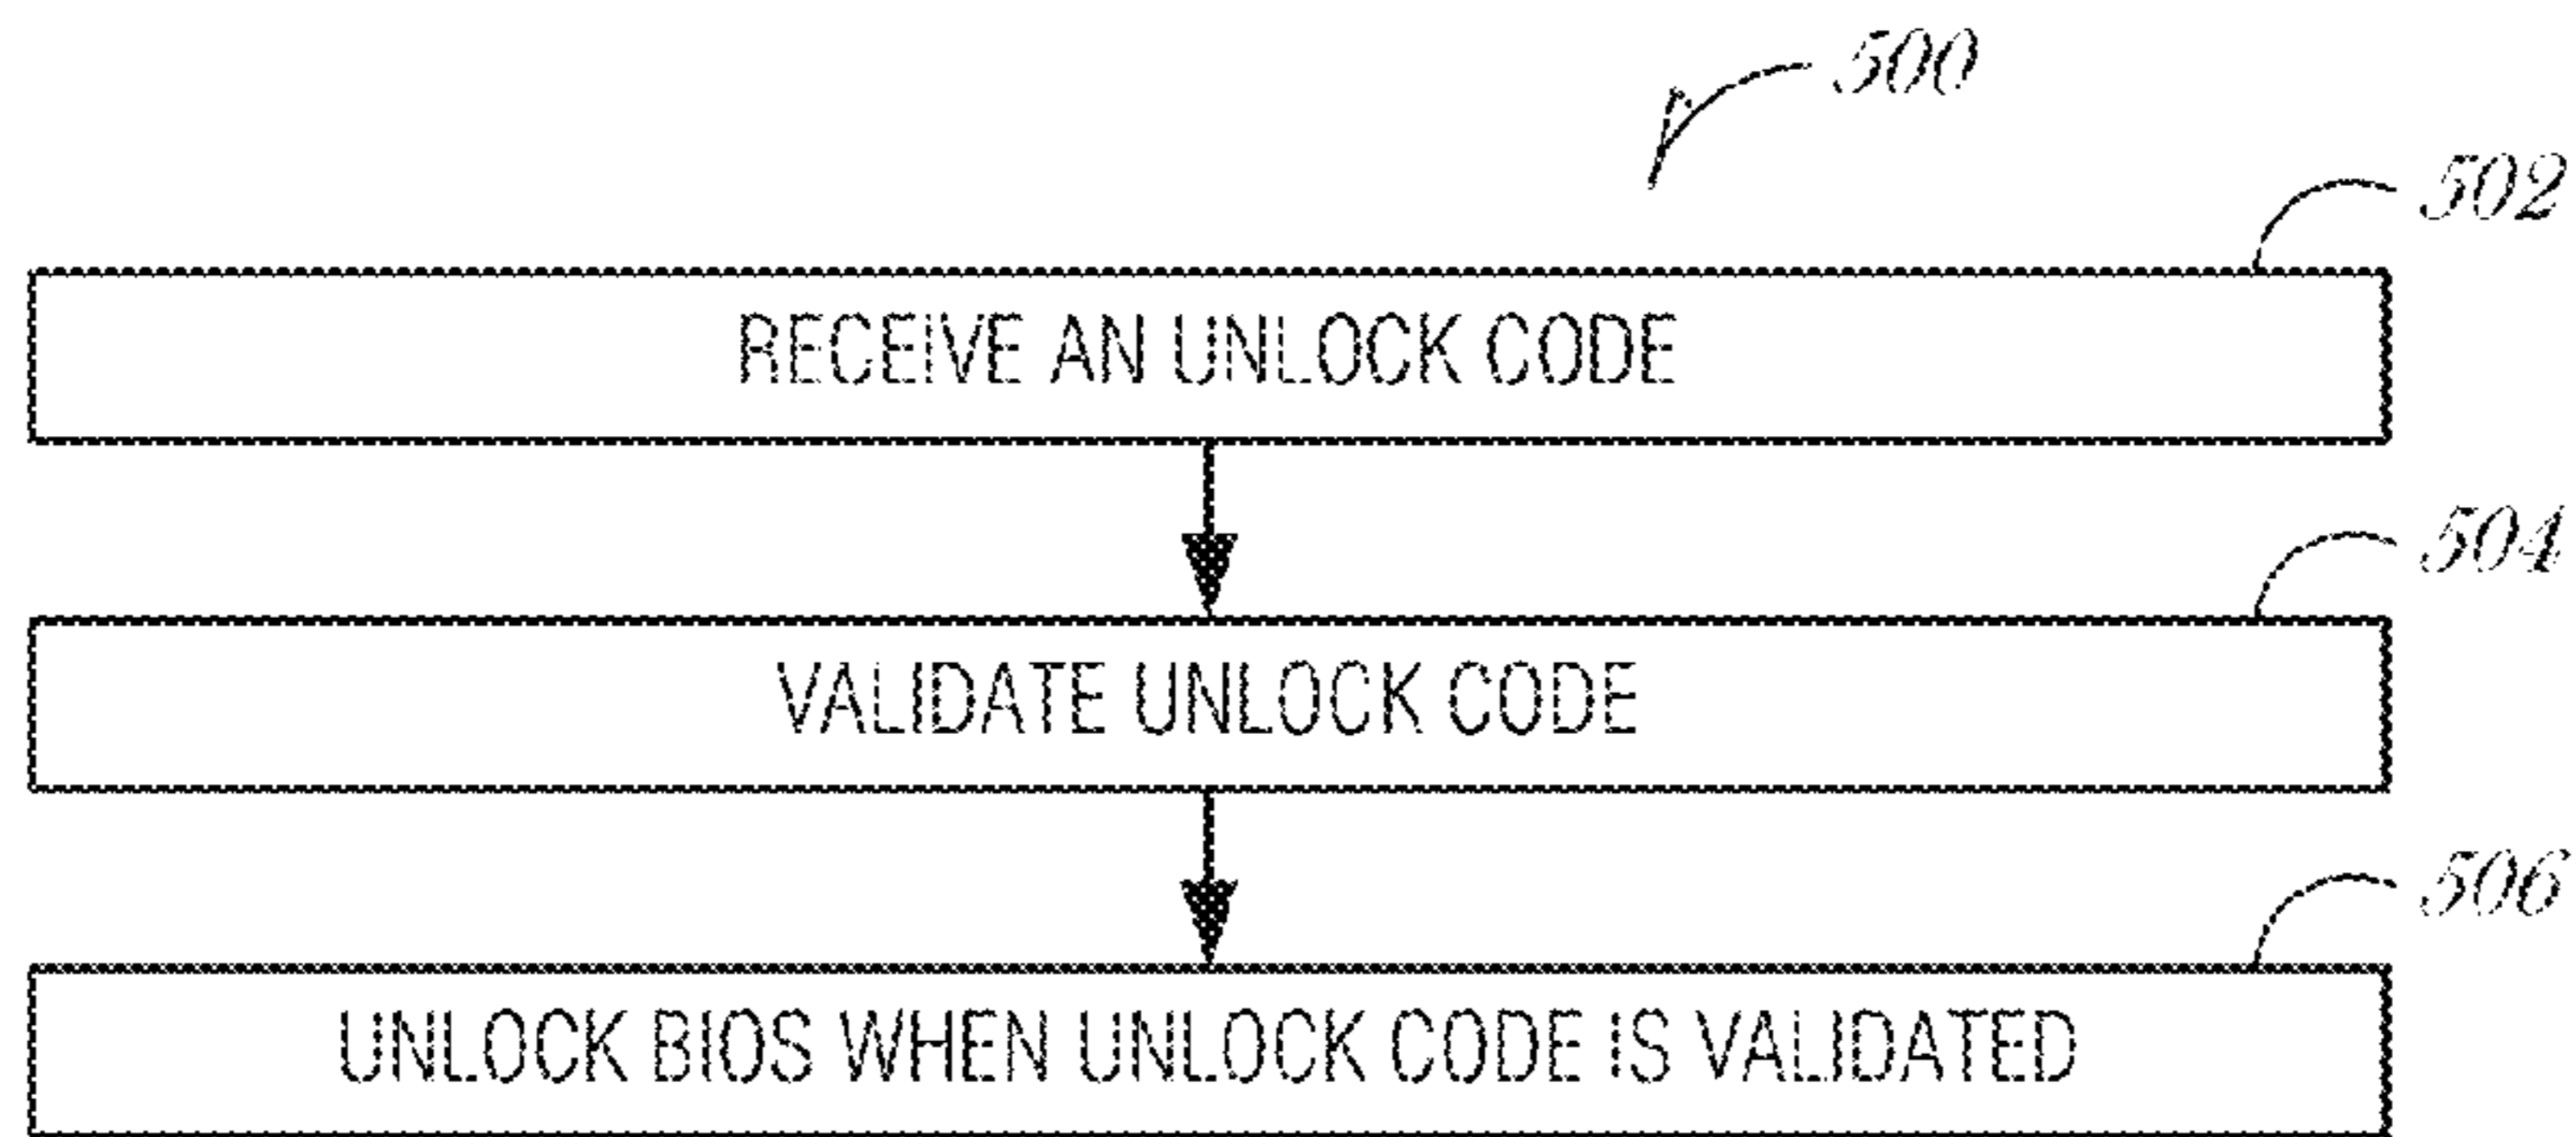 500
502
RECEIVE AN UNLOCK CODE
504
VALIDATE UNLOCK CODE
506
UNLOCK BIOS WHEN UNLOCK CODE IS VALIDATED